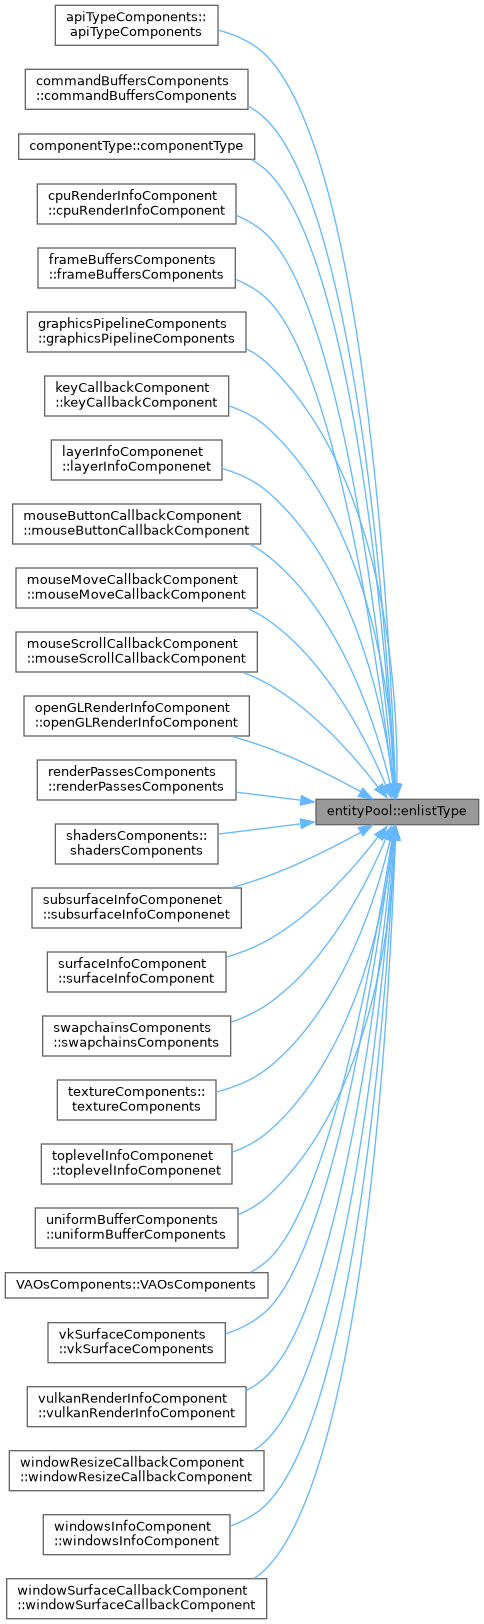 apiTypeComponents::
apiTypeComponents
commandBuffersComponents
::commandBuffersComponents
componentType::componentType
cpuRenderInfoComponent
::cpuRenderInfoComponent
frameBuffersComponents
::frameBuffersComponents
graphicsPipelineComponents
::graphicsPipelineComponents
keyCallbackComponent
::keyCallbackComponent
layerInfoComponenet
::layerInfoComponenet
mouseButtonCallbackComponent
::mouseButtonCallbackComponent
mouseMoveCallbackComponent
::mouseMoveCallbackComponent
mouseScrollCallbackComponent
::mouseScrollCallbackComponent
openGLRenderInfoComponent
::openGLRenderInfoComponent
renderPassesComponents
::renderPassesComponents
entityPool::enlistType
shadersComponents::
shadersComponents
subsurfaceInfoComponenet
::subsurfaceInfoComponenet
surfaceInfoComponent
::surfaceInfoComponent
swapchainsComponents
::swapchainsComponents
textureComponents::
textureComponents
toplevelInfoComponenet
::toplevelInfoComponenet
uniformBufferComponents
::uniformBufferComponents
VAOsComponents::VAOsComponents
vkSurfaceComponents
::vkSurfaceComponents
vulkanRenderInfoComponent
::vulkanRenderInfoComponent
windowResizeCallbackComponent
::windowResizeCallbackComponent
windowsInfoComponent
::windowsInfoComponent
windowSurfaceCallbackComponent
::windowSurfaceCallbackComponent